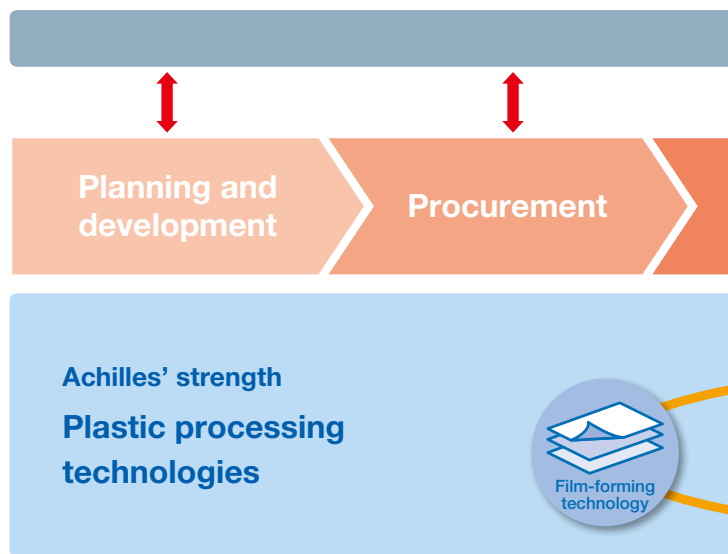 Planning and
development
Procurement
Achilles’ strength
Plastic processing
technologies
Film-forming
technology